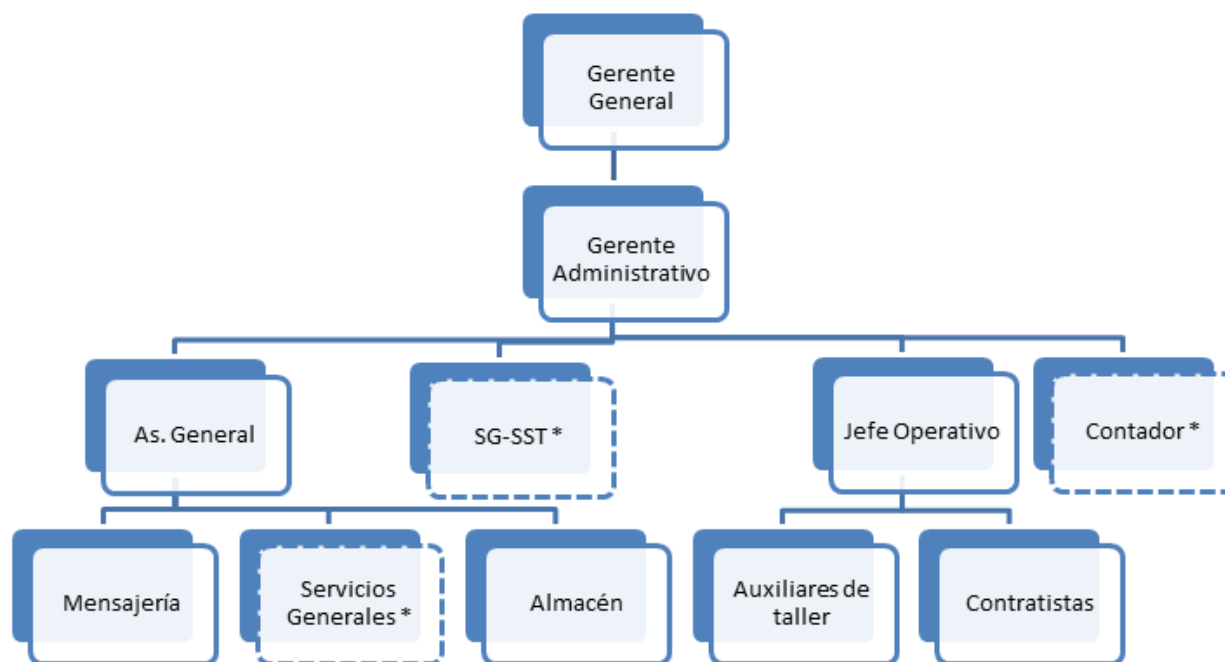 Gerente
General
Gerente
Administrativo
As. General
SG-SST *
Jefe Operativo
Contador *
Mensajería
Servicios
Generales *
Almacén
Auxiliares de
taller
Contratistas